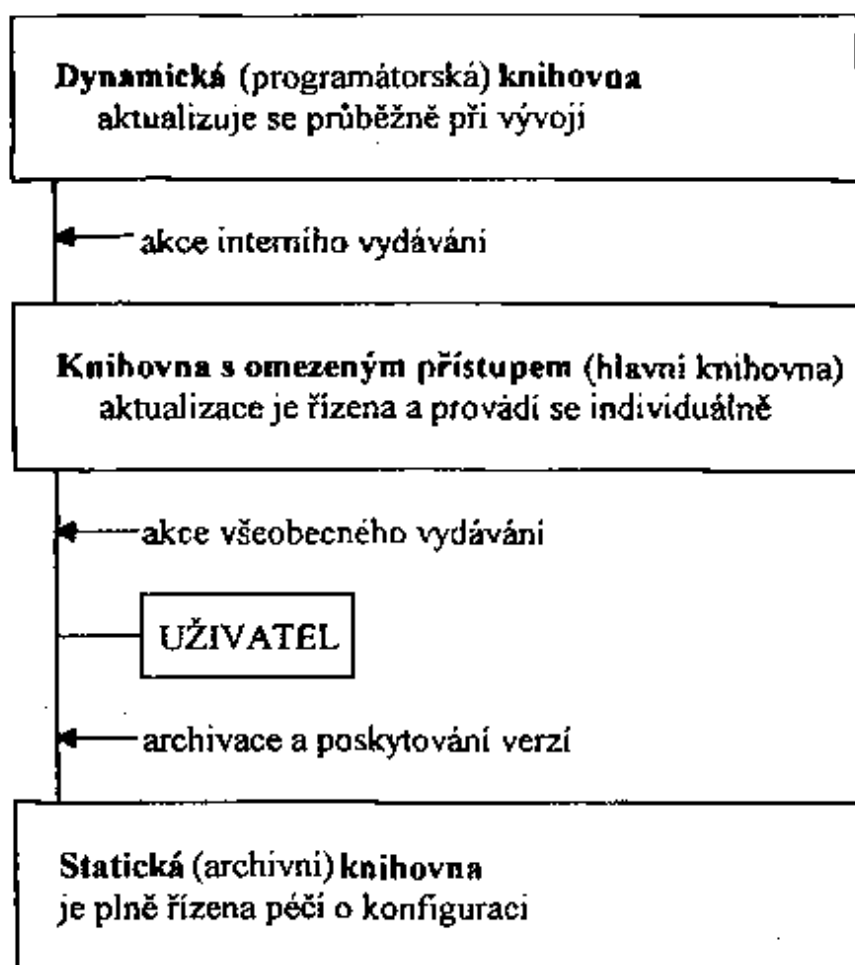 Dynamická (programátorská) knihovna
aktualizuje se průběžně při vývoji
akce interního vydávání
Knihovna s omezeným přístupem (hlavní knihovna)
aktualizace je řízena a provádí se individuálně
akce všeobecného vydávání
UŽIVATEL
archivace a poskytování verzí
Statická (archivní) knihovna
je plně řízena péčí o konfiguraci